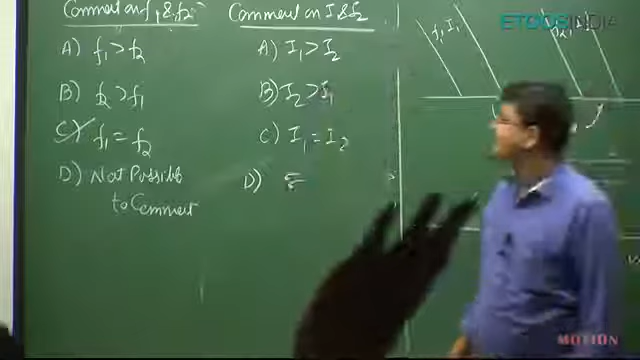 Comment on f₁ & f₂
A) f₁ > f₂
B) f₂ > f₁
C) f₁ = f₂
D) Not Possible
to Comment
Comment on I & I₂
A) I₁ > I₂
B) I₂ > I₁
C) I₁ = I₂
D)
f₁ I₁
ETOOSINDIA
MOTION